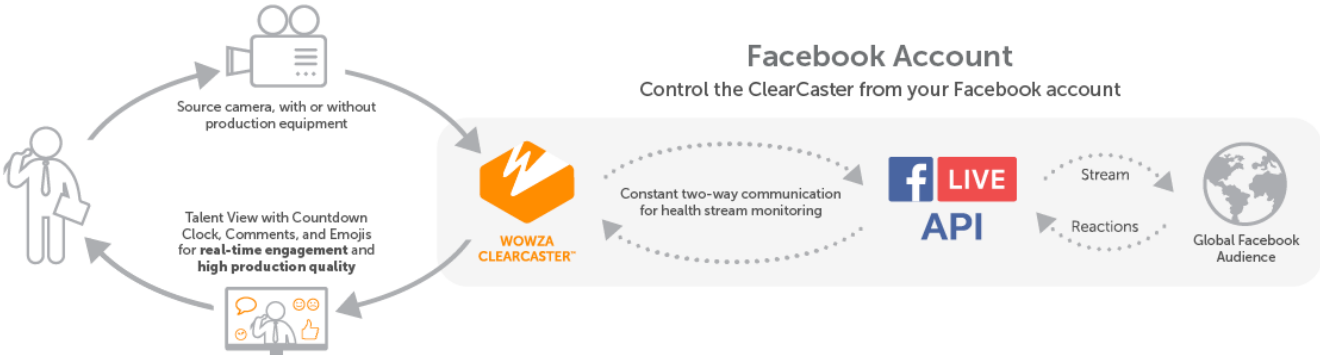 Facebook Account
Control the ClearCaster from your Facebook account
Source camera, with or without
production equipment
Talent View with Countdown
Clock, Comments, and Emojis
for real-time engagement and
high production quality
WOWZA
CLEARCASTER™
Constant two-way communication
for health stream monitoring
f LIVE
API
Stream
Reactions
Global Facebook
Audience